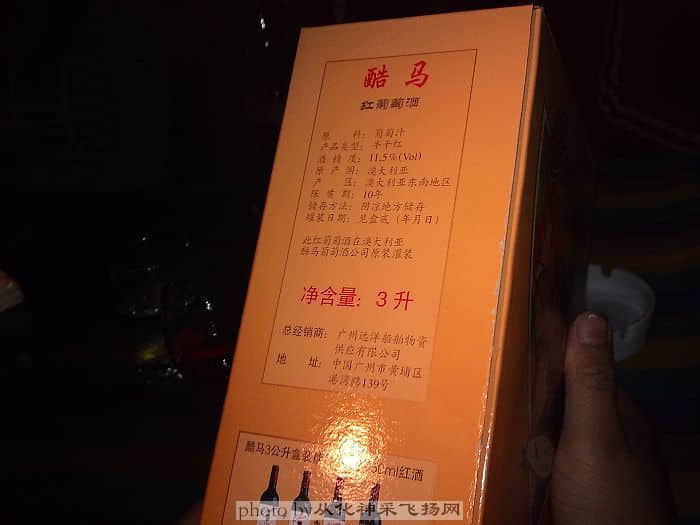 酷马
红葡萄酒
原 料: 葡萄汁
产品类型: 半干红
酒精度: 11.5%(Vol)
原产国: 澳大利亚
产 区: 澳大利亚东南地区
保质期: 10年
储存方法: 阴凉地方储存
罐装日期: 见盒底 (年月日)
此红葡萄酒在澳大利亚
酷马葡萄酒公司原装灌装
净含量: 3升
总经销商: 广州远洋船舶物资
供应有限公司
地 址: 中国广州市黄埔区
港湾路139号
酷马3公升盒装
50ml红酒
photo by从化神采飞扬网